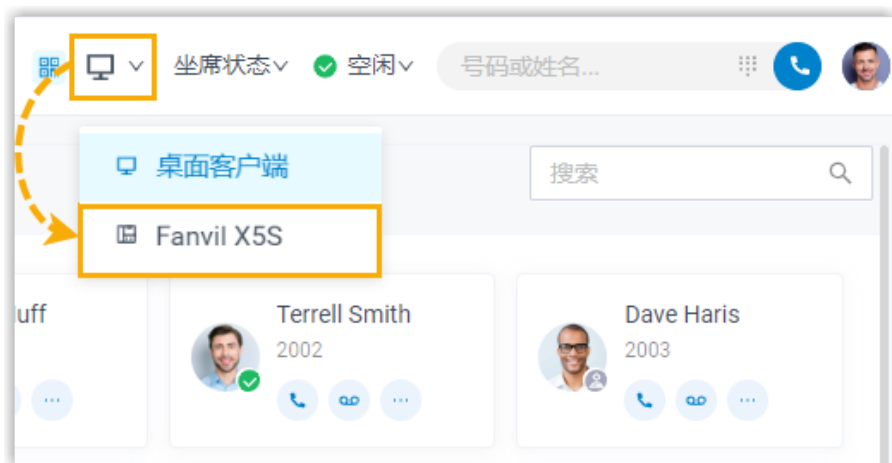 坐席状态 空闲 号码或姓名...
桌面客户端
搜索
Fanvil X5S
uff
Terrell Smith
2002
Dave Haris
2003